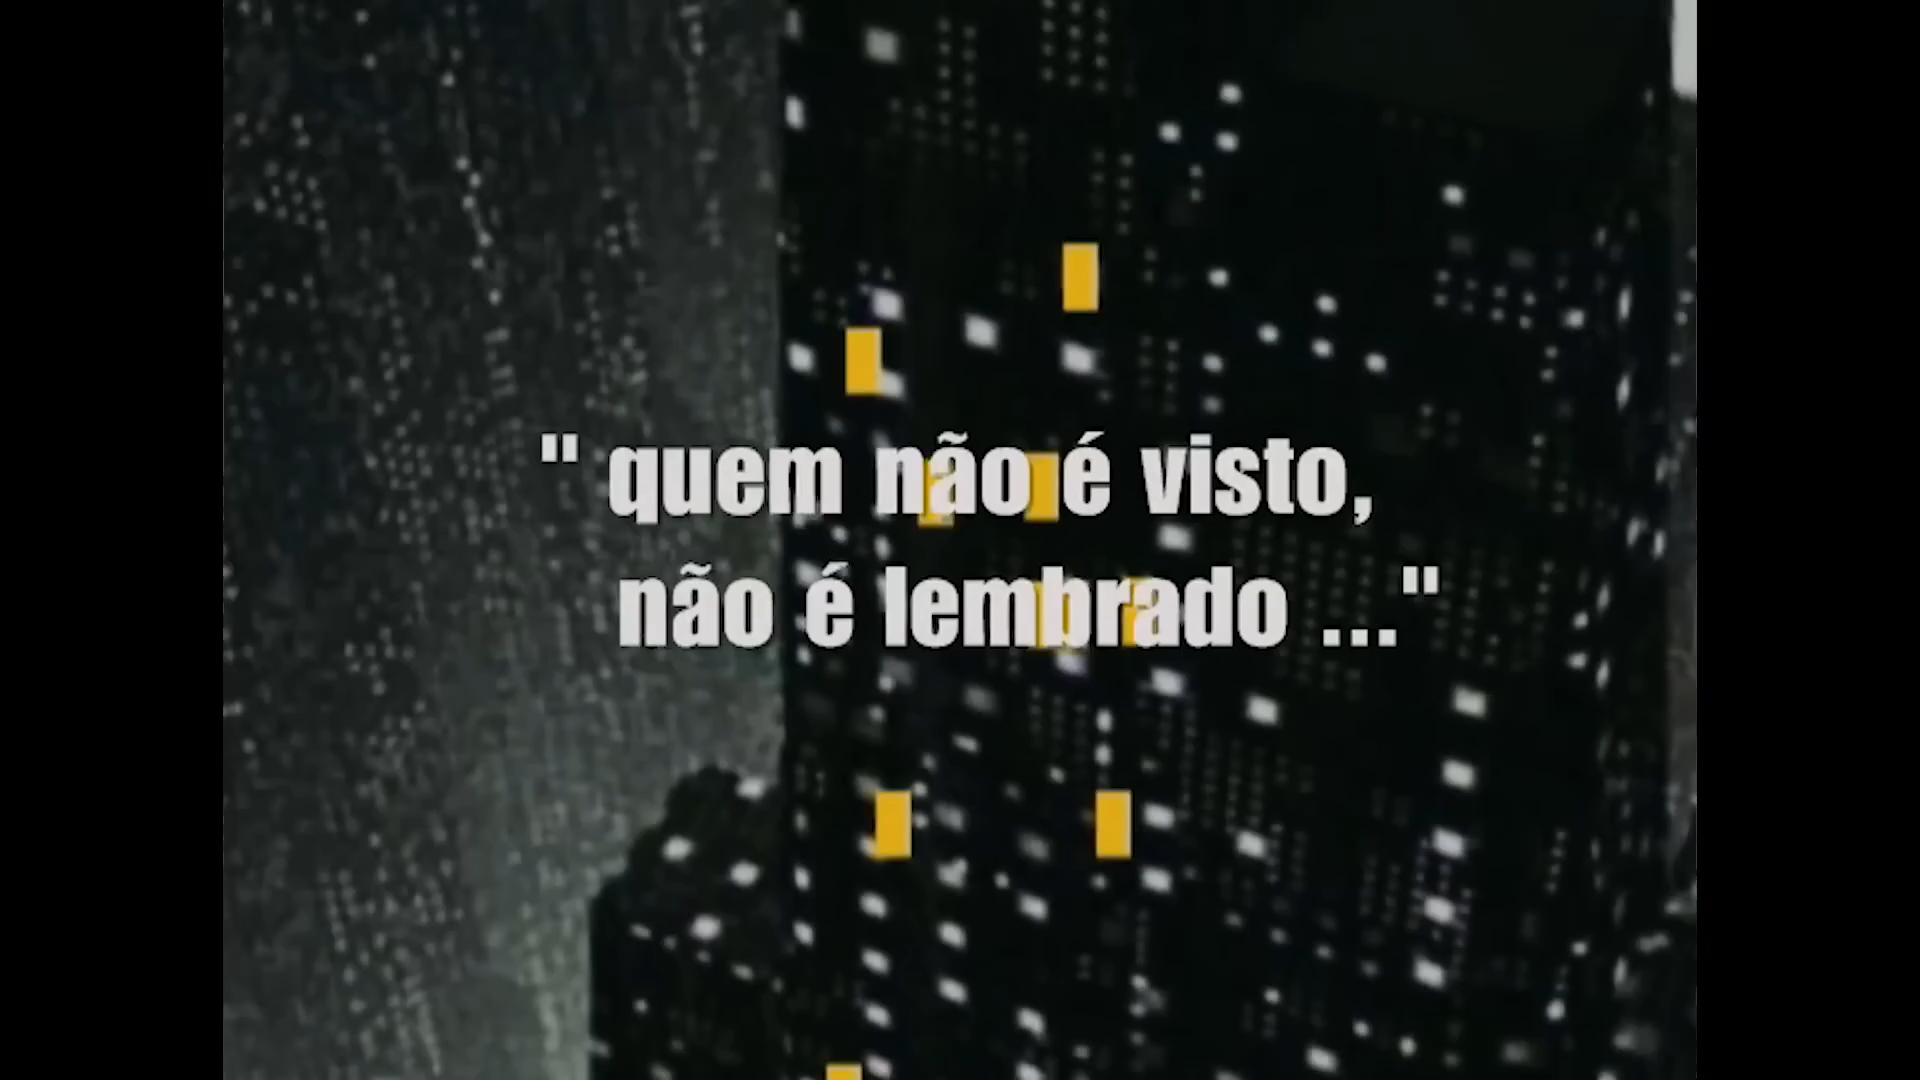 " quem não é visto,
não é lembrado ..."